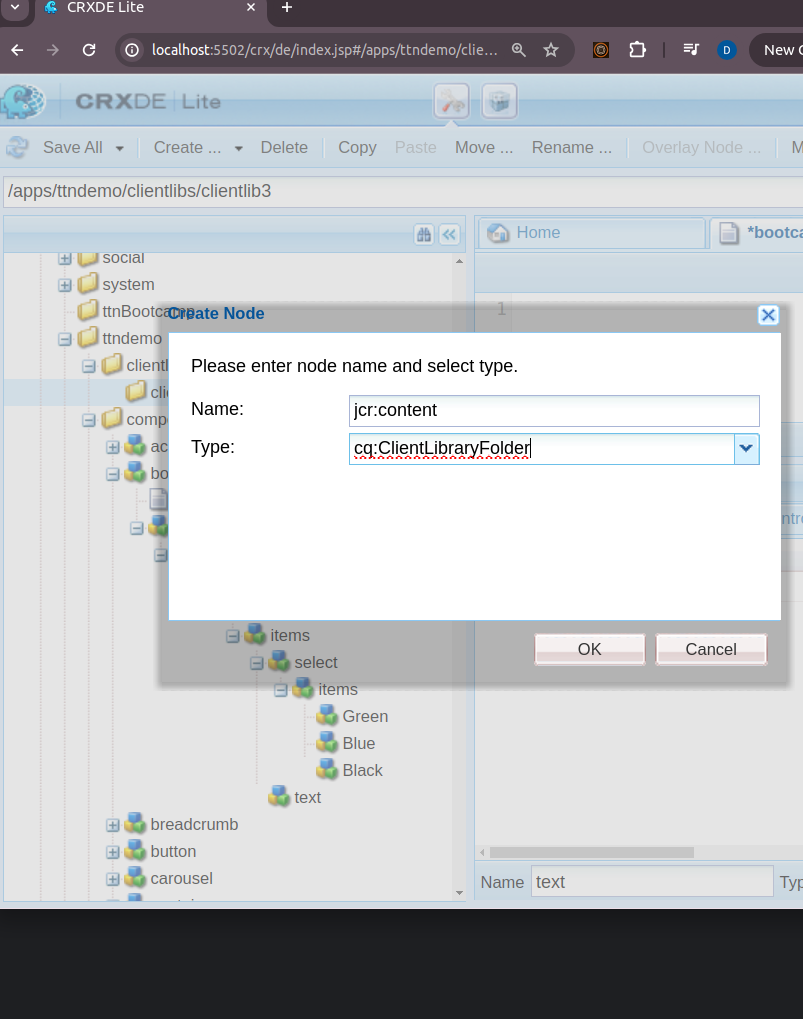 CRXDE Lite
localhost:5502/crx/de/index.jsp#/apps/ttndemo/clie...
D
New C
CRXDE Lite
Save All
Create ...
Delete
Copy
Paste
Move ...
Rename ...
Overlay Node ...
M
/apps/ttndemo/clientlibs/clientlib3
Home
*bootca
social
system
ttnBootcamp
ttndemo
1
Create Node
Please enter node name and select type.
Name:
jcr:content
Type:
cq:ClientLibraryFolder
clientl
clie
compo
ac
bo
ntro
OK
Cancel
items
select
items
Green
Blue
Black
text
breadcrumb
button
carousel
Name
text
Typ